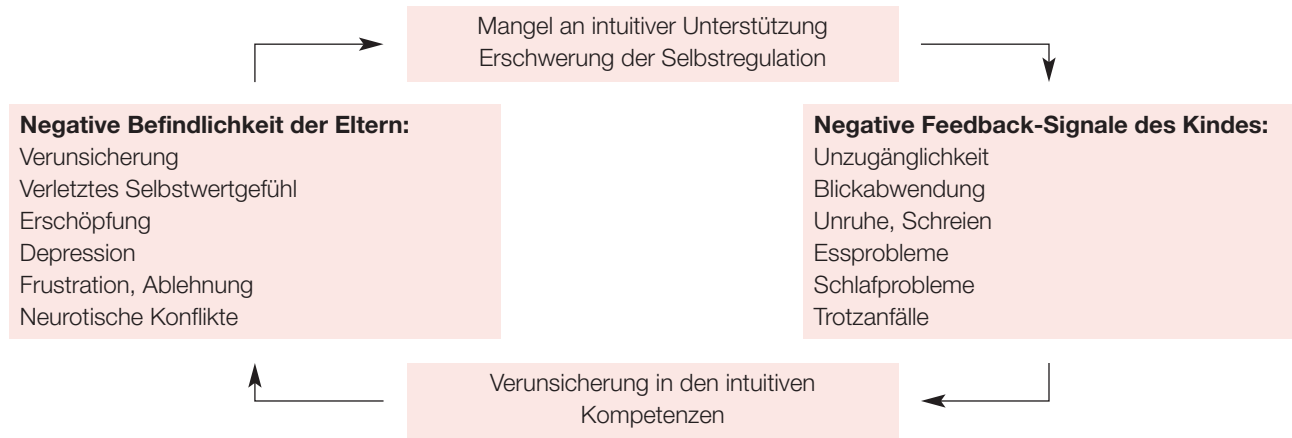 Mangel an intuitiver Unterstützung
Erschwerung der Selbstregulation
Negative Befindlichkeit der Eltern:
Verunsicherung
Verletztes Selbstwertgefühl
Erschöpfung
Depression
Frustration, Ablehnung
Neurotische Konflikte
Negative Feedback-Signale des Kindes:
Unzugänglichkeit
Blickabwendung
Unruhe, Schreien
Essprobleme
Schlafprobleme
Trotzanfälle
Verunsicherung in den intuitiven
Kompetenzen